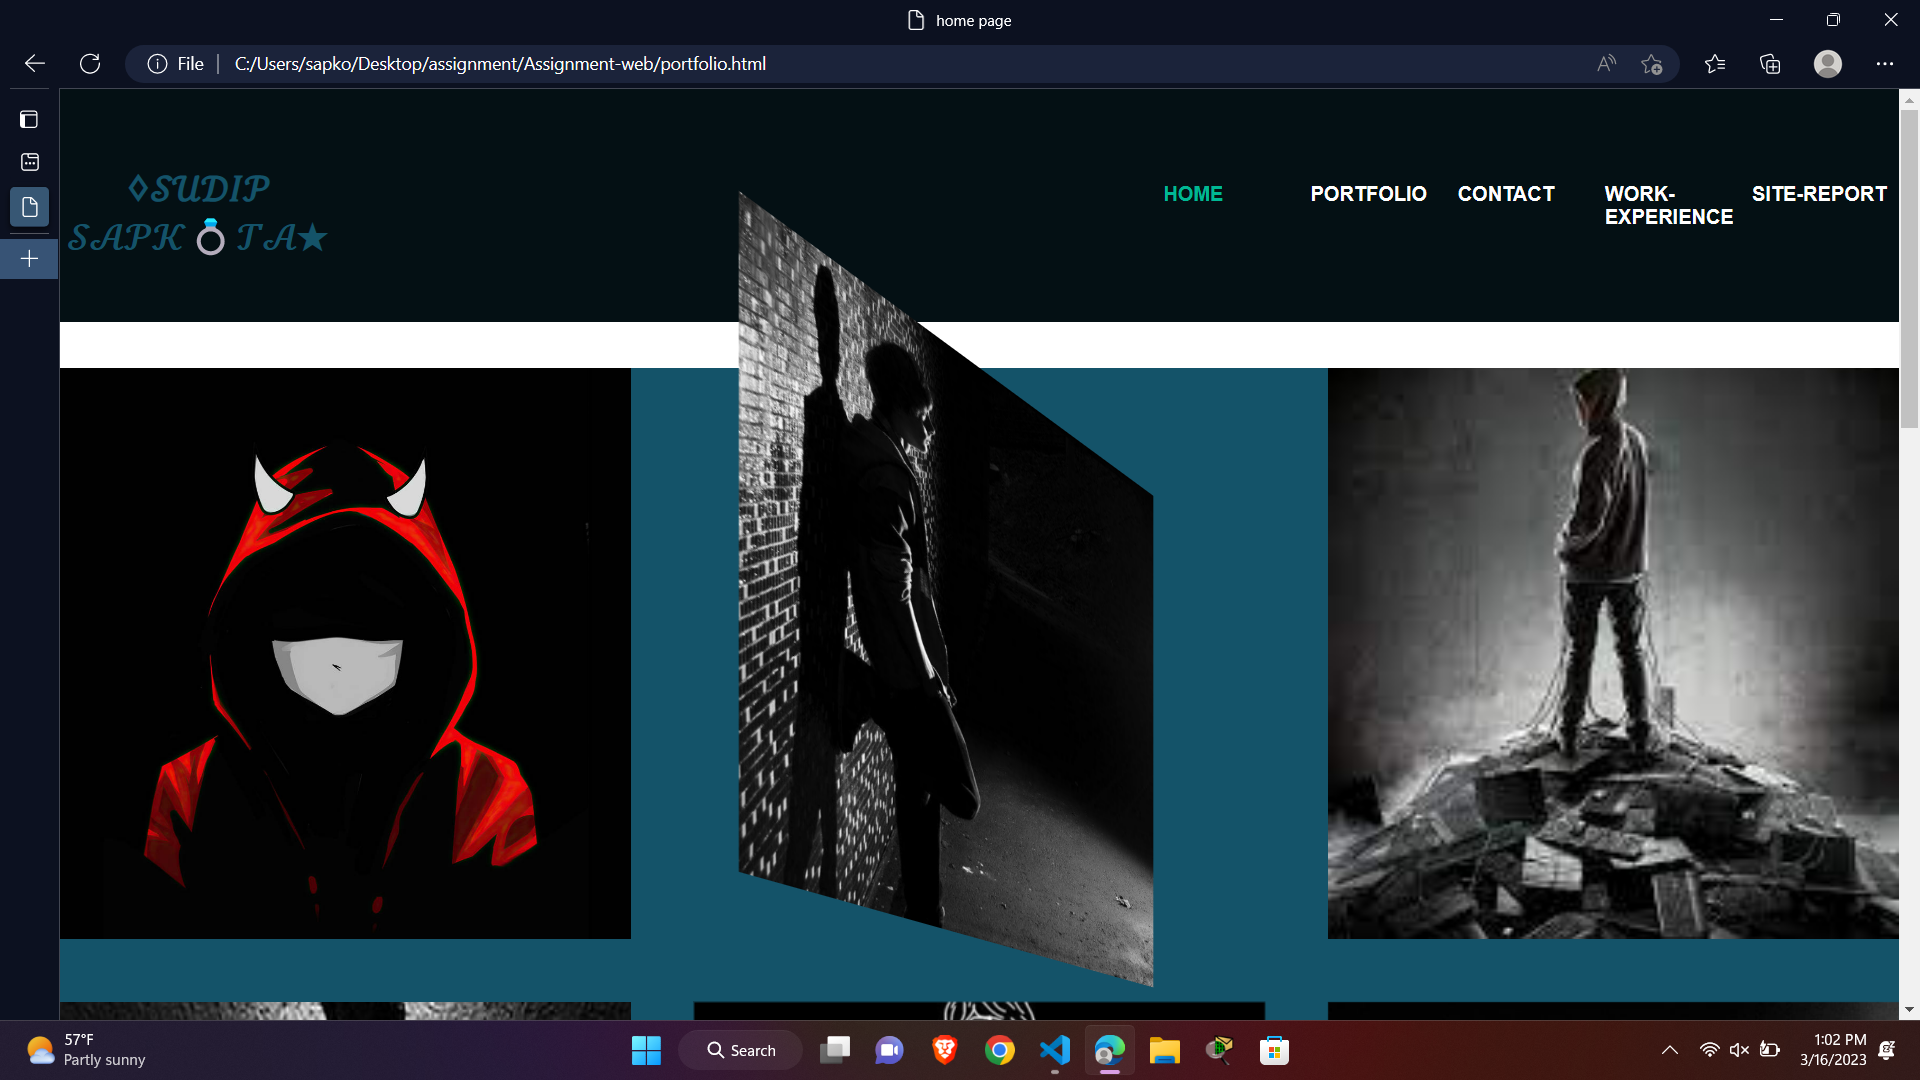 home page
File
C:/Users/sapko/Desktop/assignment/Assignment-web/portfolio.html
◊SUDIP
SAPK💍TA★
HOME
PORTFOLIO
CONTACT
WORK-
EXPERIENCE
SITE-REPORT
57°F
Partly sunny
Search
1:02 PM
3/16/2023